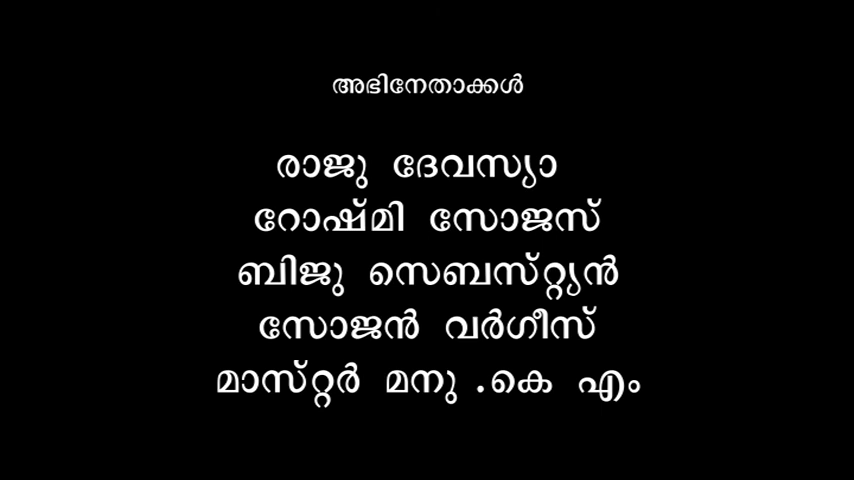 അഭിനേതാക്കൾ
രാജു ദേവസ്യാ
റോഷ്മി സോജസ്
ബിജു സെബസ്റ്റ്യൻ
സോജൻ വർഗീസ്
മാസ്റ്റർ മനു .കെ എം